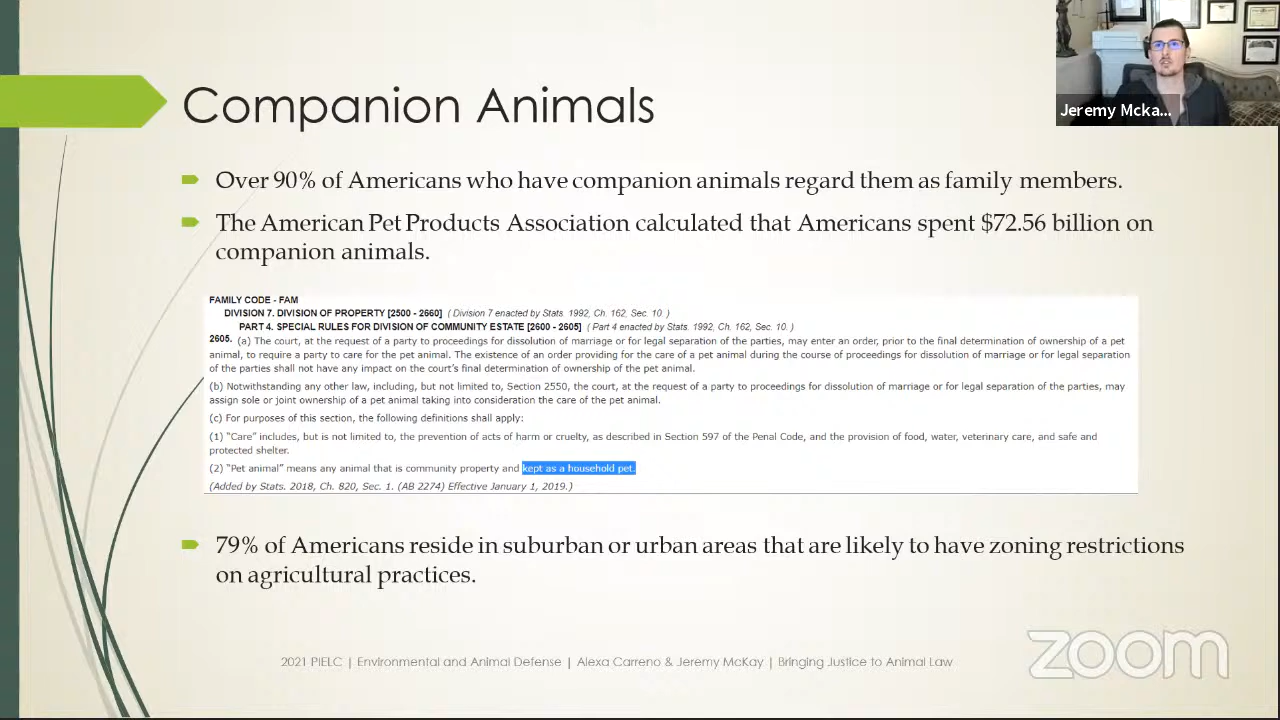 Jeremy Mcka...
Companion Animals
Over 90% of Americans who have companion animals regard them as family members.
The American Pet Products Association calculated that Americans spent $72.56 billion on
companion animals.
FAMILY CODE - FAM
DIVISION 7. DIVISION OF PROPERTY [2500 - 2660] ( Division 7 enacted by Stats. 1992, Ch. 162, Sec. 10. )
PART 4. SPECIAL RULES FOR DIVISION OF COMMUNITY ESTATE [2600 - 2605] ( Part 4 enacted by Stats. 1992, Ch. 162, Sec. 10. )
2605. (a) The court, at the request of a party to proceedings for dissolution of marriage or for legal separation of the parties, may enter an order, prior to the final determination of ownership of a pet
animal, to require a party to care for the pet animal. The existence of an order providing for the care of a pet animal during the course of proceedings for dissolution of marriage or for legal separation
of the parties shall not have any impact on the court's final determination of ownership of the pet animal.
(b) Notwithstanding any other law, including, but not limited to, Section 2550, the court, at the request of a party to proceedings for dissolution of marriage or for legal separation of the parties, may
assign sole or joint ownership of a pet animal taking into consideration the care of the pet animal.
(c) For purposes of this section, the following definitions shall apply:
(1) "Care" includes, but is not limited to, the prevention of acts of harm or cruelty, as described in Section 597 of the Penal Code, and the provision of food, water, veterinary care, and safe and
protected shelter.
(2) "Pet animal" means any animal that is community property and kept as a household pet.
(Added by Stats. 2018, Ch. 820, Sec. 1. (AB 2274) Effective January 1, 2019.)
79% of Americans reside in suburban or urban areas that are likely to have zoning restrictions
on agricultural practices.
2021 PIELC | Environmental and Animal Defense | Alexa Carreno & Jeremy McKay | Bringing Justice to Animal Law
zoom